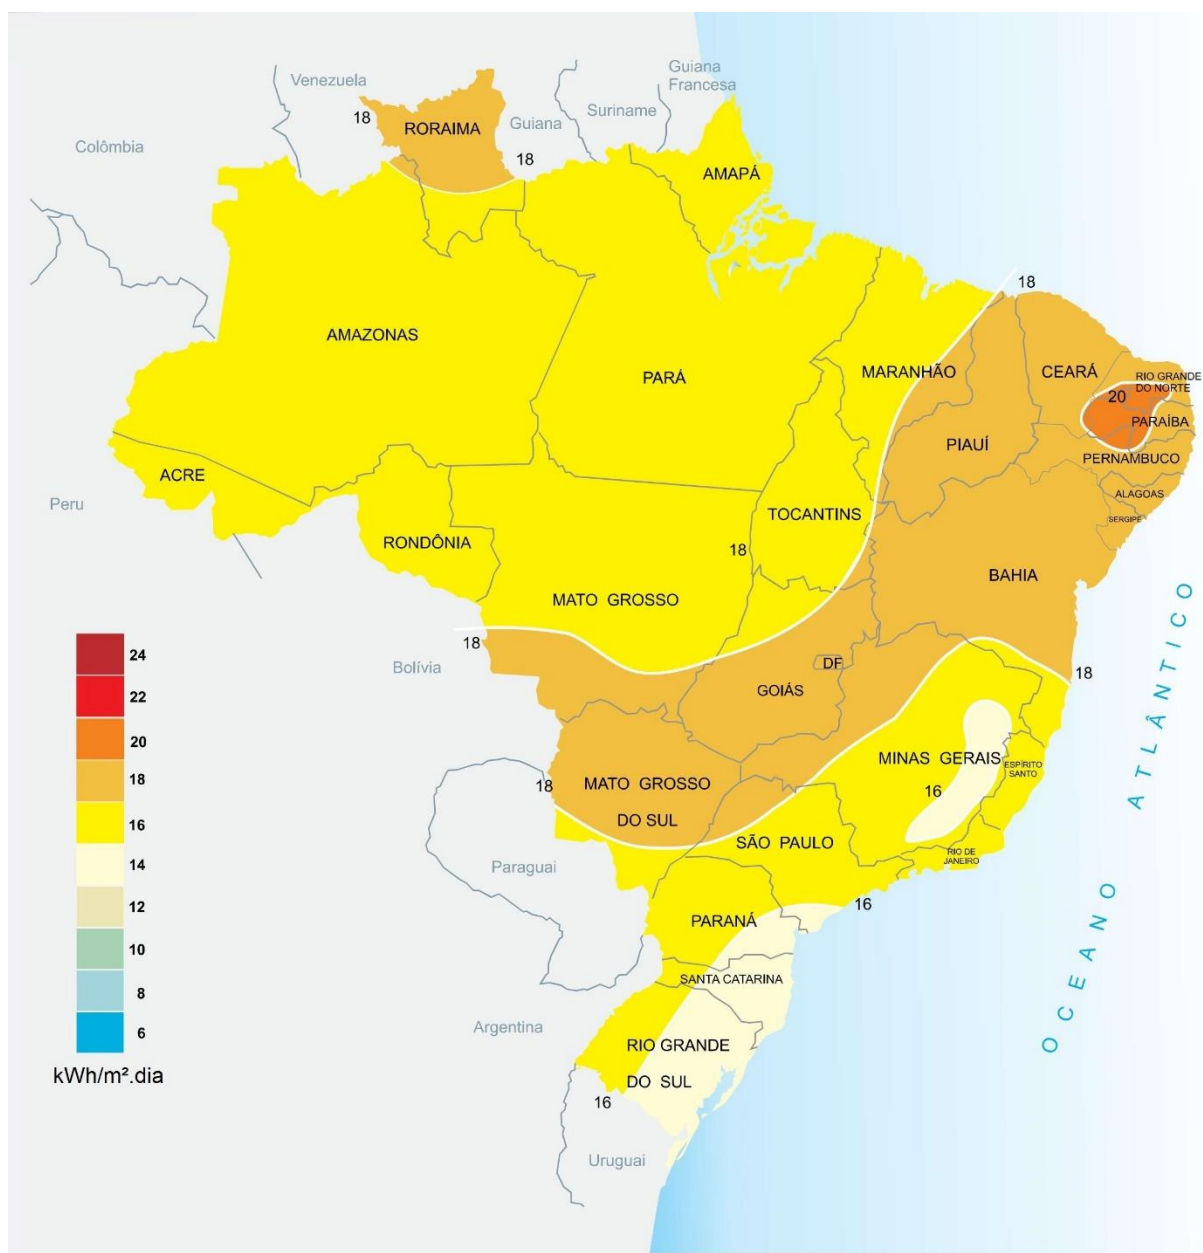 Venezuela
Guiana
Francesa
Suriname
18
RORAIMA
Guiana
Colômbia
18
AMAPÁ
18
AMAZONAS
PARÁ
MARANHÃO
CEARÁ
RIO GRANDE
DO NORTE
20
PARAÍBA
PIAUÍ
PERNAMBUCO
ACRE
ALAGOAS
Peru
TOCANTINS
SERGIPE
RONDÔNIA
18
BAHIA
MATO GROSSO
18
Bolívia
DF
18
GOIÁS
OCEANO ATLÂNTICO
24
22
20
18
16
14
12
10
8
6
kWh/m².dia
MINAS GERAIS
ESPÍRITO
SANTO
18
MATO GROSSO
DO SUL
16
SÃO PAULO
RIO DE
JANEIRO
Paraguai
16
PARANÁ
SANTA CATARINA
Argentina
RIO GRANDE
DO SUL
16
Uruguai